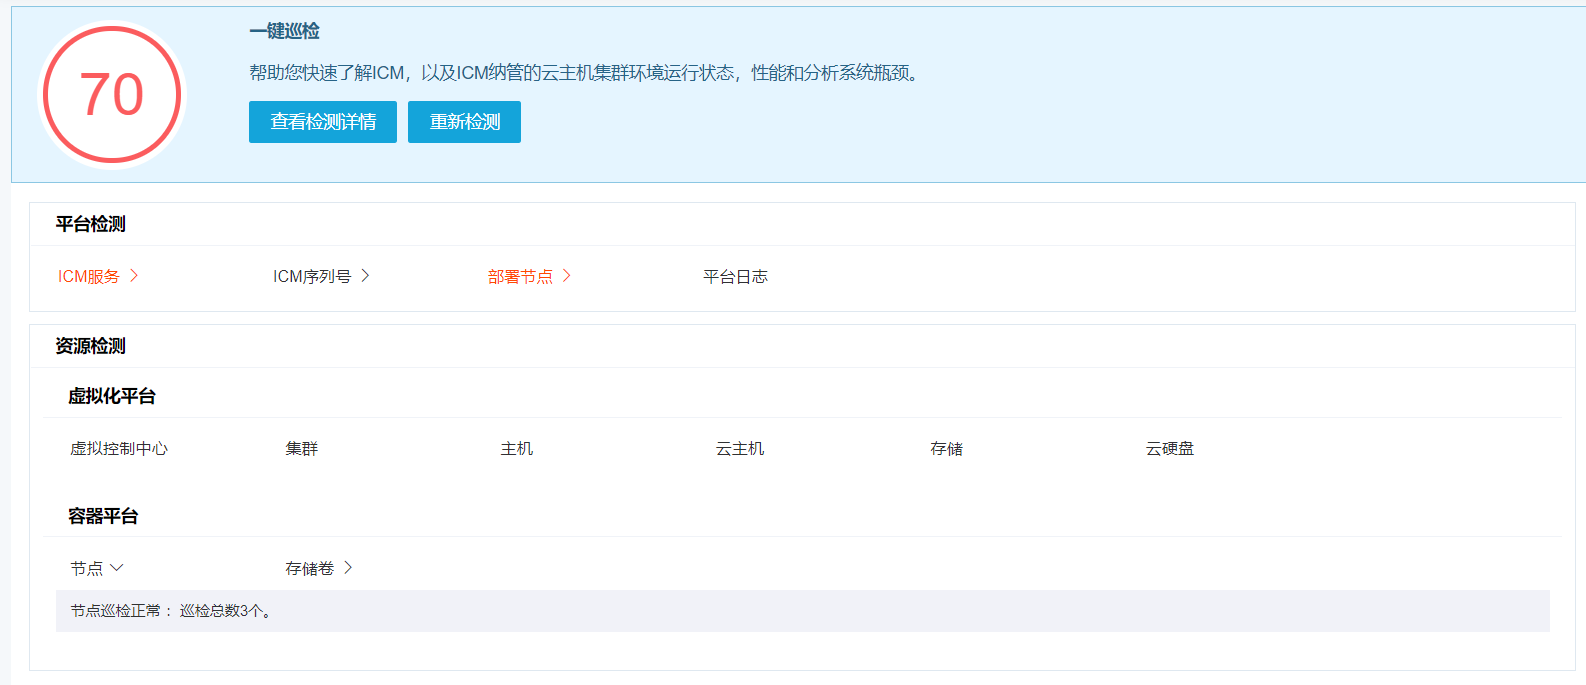 70
一键巡检
帮助您快速了解ICM，以及ICM纳管的云主机集群环境运行状态，性能和分析系统瓶颈。
查看检测详情 重新检测
平台检测
ICM服务 ICM序列号 部署节点 平台日志
资源检测
虚拟化平台
虚拟控制中心 集群 主机 云主机 存储 云硬盘
容器平台
节点 存储卷
节点巡检正常： 巡检总数3个。